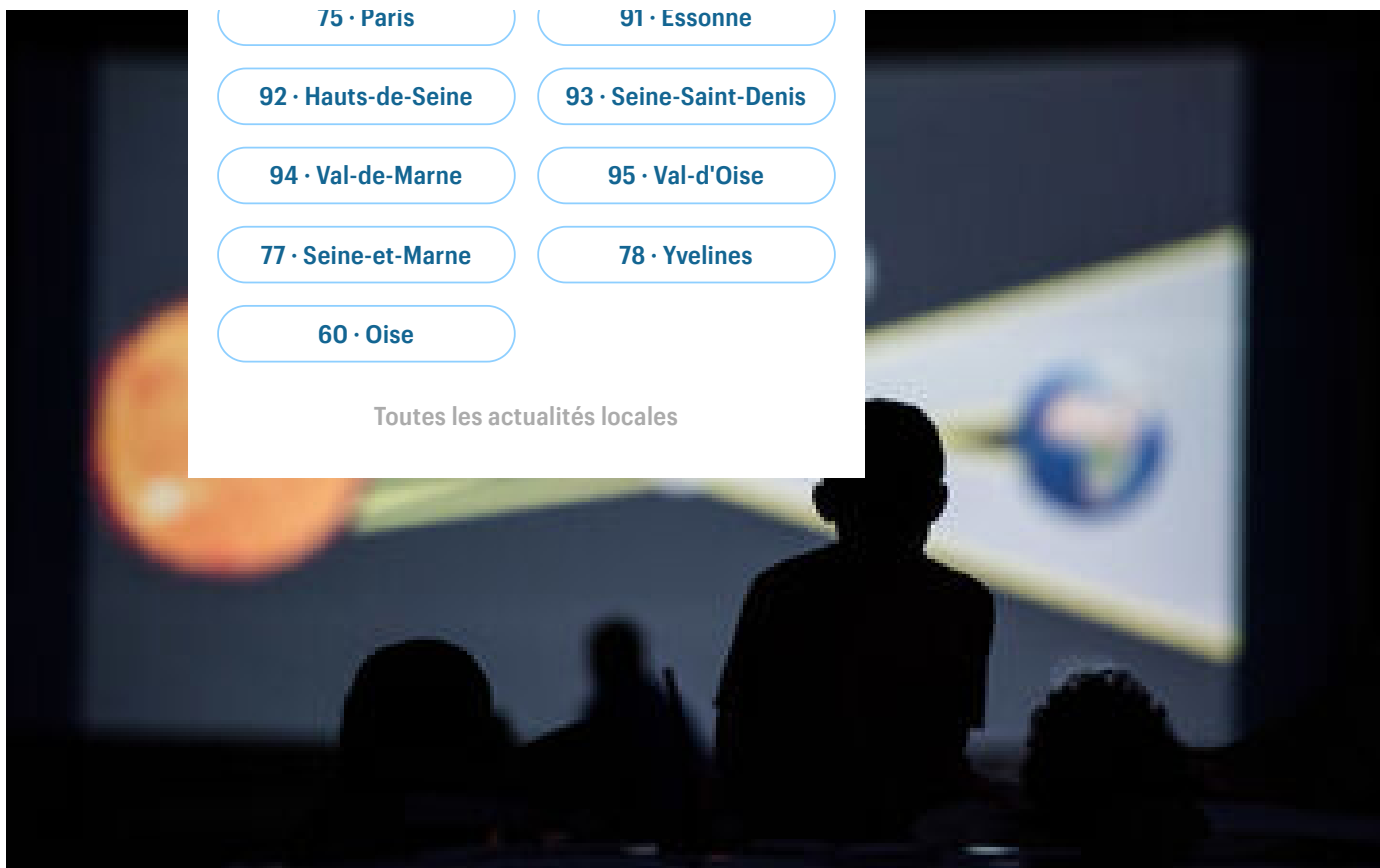 75 · Paris
91 · Essonne
92 · Hauts-de-Seine
93 · Seine-Saint-Denis
94 · Val-de-Marne
95 · Val-d'Oise
77 · Seine-et-Marne
78 · Yvelines
60 · Oise
Toutes les actualités locales